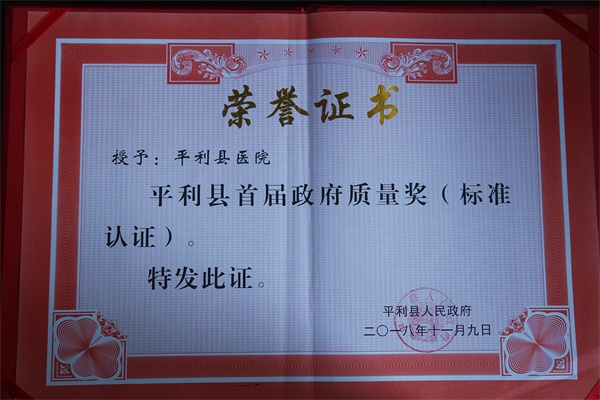 荣誉证书
授予：平利县医院
平利县首届政府质量奖（标准
认证）。
特发此证。
平利县人民政府
二〇一八年十一月九日